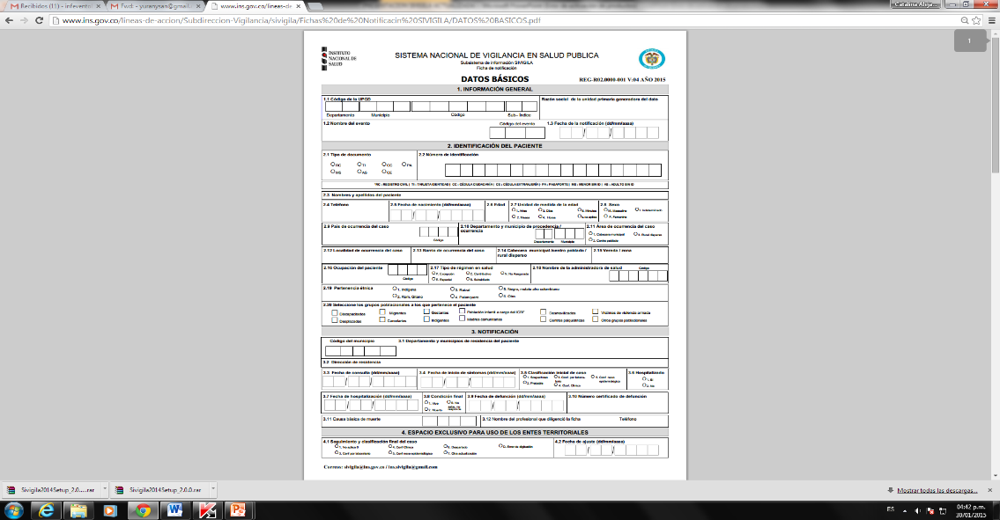 Recibidos (11) - infevento
Fwd: - yuranysan@gmail.
www.ins.gov.co/lineas-de
Catalina Aleja...
www.ins.gov.co/lineas-de-accion/Subdireccion-Vigilancia/sivigila/Fichas%20de%20Notificacin%20SIVIGILA/DATOS%20BASICOS.pdf
1
INSTITUTO
NACIONAL DE
SALUD
SISTEMA NACIONAL DE VIGILANCIA EN SALUD PUBLICA
Subsistema de información SIVIGILA
Ficha de notificación
DATOS BÁSICOS
REG-R02.0000-001 V:04 AÑO 2015
1. INFORMACIÓN GENERAL
1.1 Código de la UPGD
Razón social de la unidad primaria generadora del dato
Departamento Municipio Código Sub- Índice
1.2 Nombre del evento
Código del evento
1.3 Fecha de la notificación (dd/mm/aaaa)
2. IDENTIFICACIÓN DEL PACIENTE
2.1 Tipo de documento
2.2 Número de identificación
RC TI CC PA
MS AS CE
*RC : REGISTRO CIVIL | TI : TARJETA IDENTIDAD | CC : CÉDULA CIUDADANÍA | CE : CÉDULA EXTRANJERÍA | PA : PASAPORTE | MS : MENOR SIN ID | AS : ADULTO SIN ID
2.3 Nombres y apellidos del paciente
2.4 Teléfono
2.5 Fecha de nacimiento (dd/mm/aaaa)
2.6 Edad
2.7 Unidad de medida de la edad
2.8 Sexo
1. Años 3. Días 5. Minutos
2. Meses 4. Horas
M. Masculino
F. Femenino
I. Indeterminado
2.9 País de ocurrencia del caso
Código
2.10 Departamento y municipio de procedencia /
ocurrencia
Departamento Municipio
2.11 Área de ocurrencia del caso
1. Cabecera municipal 3. Rural disperso
2. Centro poblado
2.12 Localidad de ocurrencia del caso
2.13 Barrio de ocurrencia del caso
2.14 Cabecera municipal /centro poblado /
rural disperso
2.15 Vereda / zona
2.16 Ocupación del paciente
Código
2.17 Tipo de régimen en salud
P. Excepción C. Contributivo N. No Asegurado
E. Especial S. Subsidiado
2.18 Nombre de la administradora de salud
Código
2.19 Pertenencia étnica
1. Indígena 3. Raizal 5. Negro, mulato afro colombiano
2. Rom, Gitano 4. Palenquero 6. Otro
2.20 Seleccione los grupos poblacionales a los que pertenece el paciente
Discapacitados Migrantes Gestantes Población infantil a cargo del ICBF Desmovilizados Víctimas de violencia armada
Desplazados Carcelarios Indigentes Madres comunitarias Centros psiquiátricos Otros grupos poblacionales
3. NOTIFICACIÓN
Código del municipio
3.1 Departamento y municipios de residencia del paciente
3.2 Dirección de residencia
3.3 Fecha de consulta (dd/mm/aaaa)
3.4 Fecha de inicio de síntomas (dd/mm/aaaa)
3.5 Clasificación inicial de caso
1. Sospechoso
2. Probable
4. Conf. Clínica
5. Conf. nexo
epidemiológico
3.6 Hospitalizado
1. Sí
2. No
3.7 Fecha de hospitalización (dd/mm/aaaa)
3.8 Condición final
1. Vivo
2. Muerto
3.9 Fecha de defunción (dd/mm/aaaa)
3.10 Número certificado de defunción
3.11 Causa básica de muerte
3.12 Nombre del profesional que diligenció la ficha
Teléfono
4. ESPACIO EXCLUSIVO PARA USO DE LOS ENTES TERRITORIALES
4.1 Seguimiento y clasificación final del caso
0. No aplica 4. Conf Clínica 6. Descartado D. Error de digitación
3. Conf por laboratorio 5. Conf nexo epidemiológico 7. Otra actualización
4.2 Fecha de ajuste (dd/mm/aaaa)
Correos: sivigila@ins.gov.co / ins.sivigila@gmail.com
Sivigila2014Setup_2.0.....rar
Sivigila2014Setup_2.0.0.rar
Mostrar todas las descargas...
ES
04:42 p.m.
30/01/2015